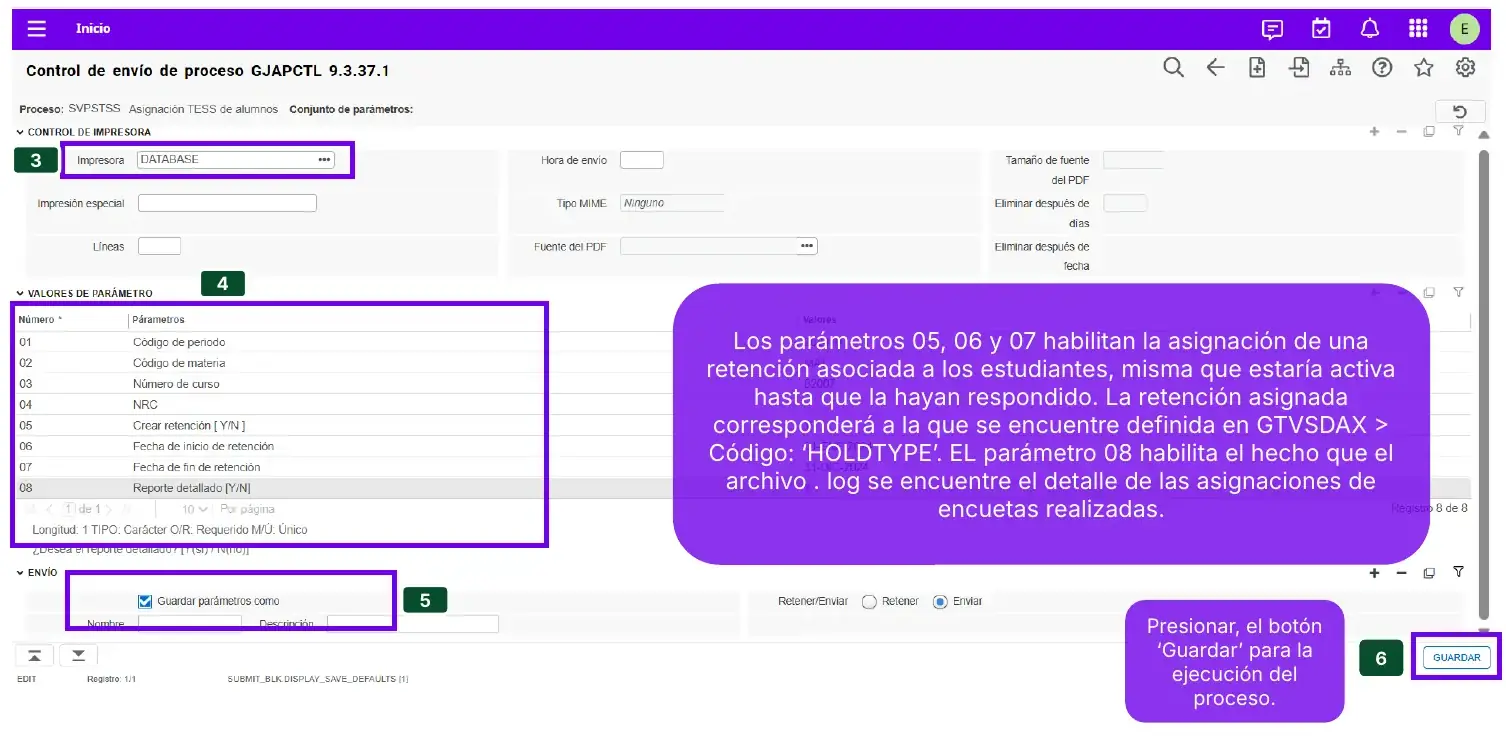 Inicio
E
Control de envío de proceso GJAPCTL 9.3.37.1
Proceso: SVPSTSS Asignación TESS de alumnos Conjunto de parámetros:
CONTROL DE IMPRESORA
3
Impresora DATABASE
Hora de envío
Tamaño de fuente
del PDF
Impresión especial
Tipo MIME Ninguno
Eliminar después de
días
Líneas
Fuente del PDF
Eliminar después de
fecha
4
VALORES DE PARÁMETRO
Número * Párametros Valores
01 Código de periodo
02 Código de materia
03 Número de curso
04 NRC
05 Crear retención [ Y/N ]
06 Fecha de inicio de retención
07 Fecha de fin de retención
08 Reporte detallado [Y/N]
1 de 1 10 Por página
Registro 8 de 8
Longitud: 1 TIPO: Carácter O/R: Requerido M/Ú: Único
¿Desea el reporte detallado? [Y(sí) / N(no)]
Los parámetros 05, 06 y 07 habilitan la asignación de una
retención asociada a los estudiantes, misma que estaría activa
hasta que la hayan respondido. La retención asignada
corresponderá a la que se encuentre definida en GTVSDAX >
Código: ‘HOLDTYPE’. EL parámetro 08 habilita el hecho que el
archivo . log se encuentre el detalle de las asignaciones de
encuetas realizadas.
ENVÍO
Guardar parámetros como
5
Retener/Enviar Retener Enviar
Nombre Descripción
Presionar, el botón
‘Guardar’ para la
ejecución del
proceso.
6
GUARDAR
EDIT Registro: 1/1 SUBMIT_BLK.DISPLAY_SAVE_DEFAULTS [1]